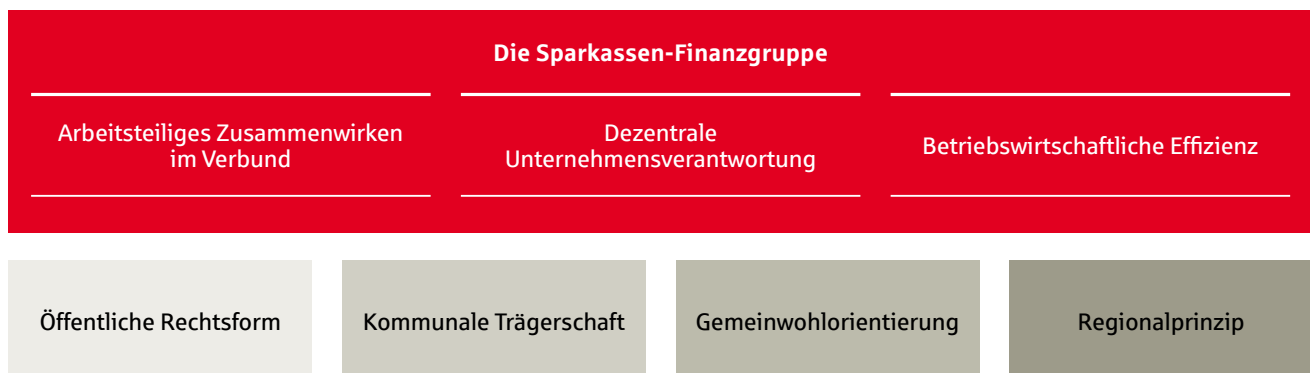 Die Sparkassen-Finanzgruppe
Arbeitsteiliges Zusammenwirken
im Verbund
Dezentrale
Unternehmensverantwortung
Betriebswirtschaftliche Effizienz
Öffentliche Rechtsform
Kommunale Trägerschaft
Gemeinwohlorientierung
Regionalprinzip